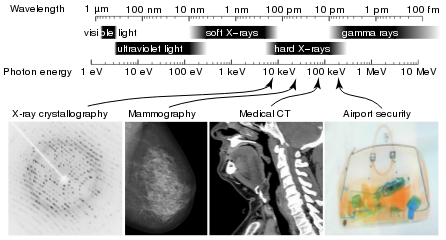 Wavelength 1 μm 100 nm 10 nm 1 nm 100 pm 10 pm 1 pm 100 fm
visible light soft X−rays gamma rays
ultraviolet light hard X−rays
Photon energy 1 eV 10 eV 100 eV 1 keV 10 keV 100 keV 1 MeV 10 MeV
X-ray crystallography Mammography Medical CT Airport security